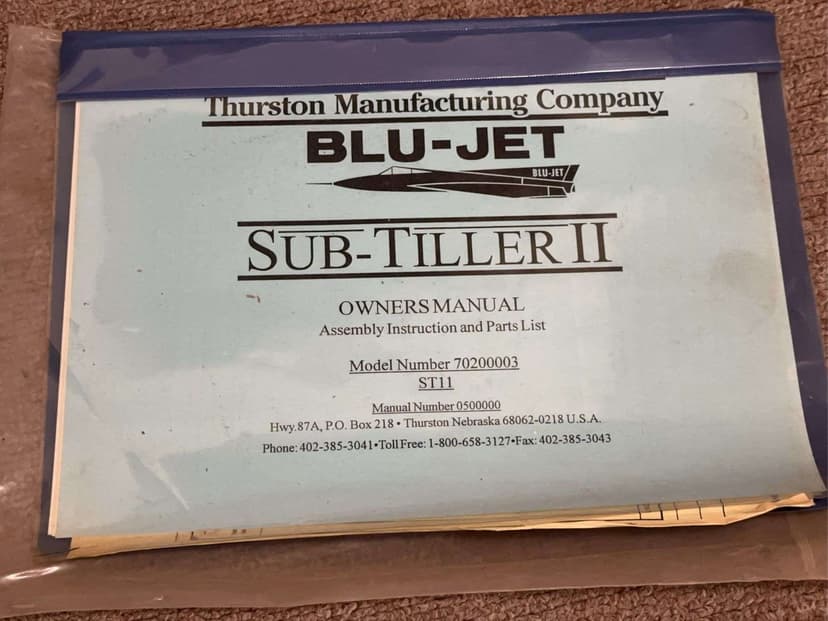 Thurston Manufacturing Company
BLU-JET
BLU-JET
SUB-TILLER II
OWNERS MANUAL
Assembly Instruction and Parts List
Model Number 70200003
ST11
Manual Number 0500000
Hwy.87A, P.O. Box 218 • Thurston Nebraska 68062-0218 U.S.A.
Phone: 402-385-3041•Toll Free: 1-800-658-3127•Fax: 402-385-3043